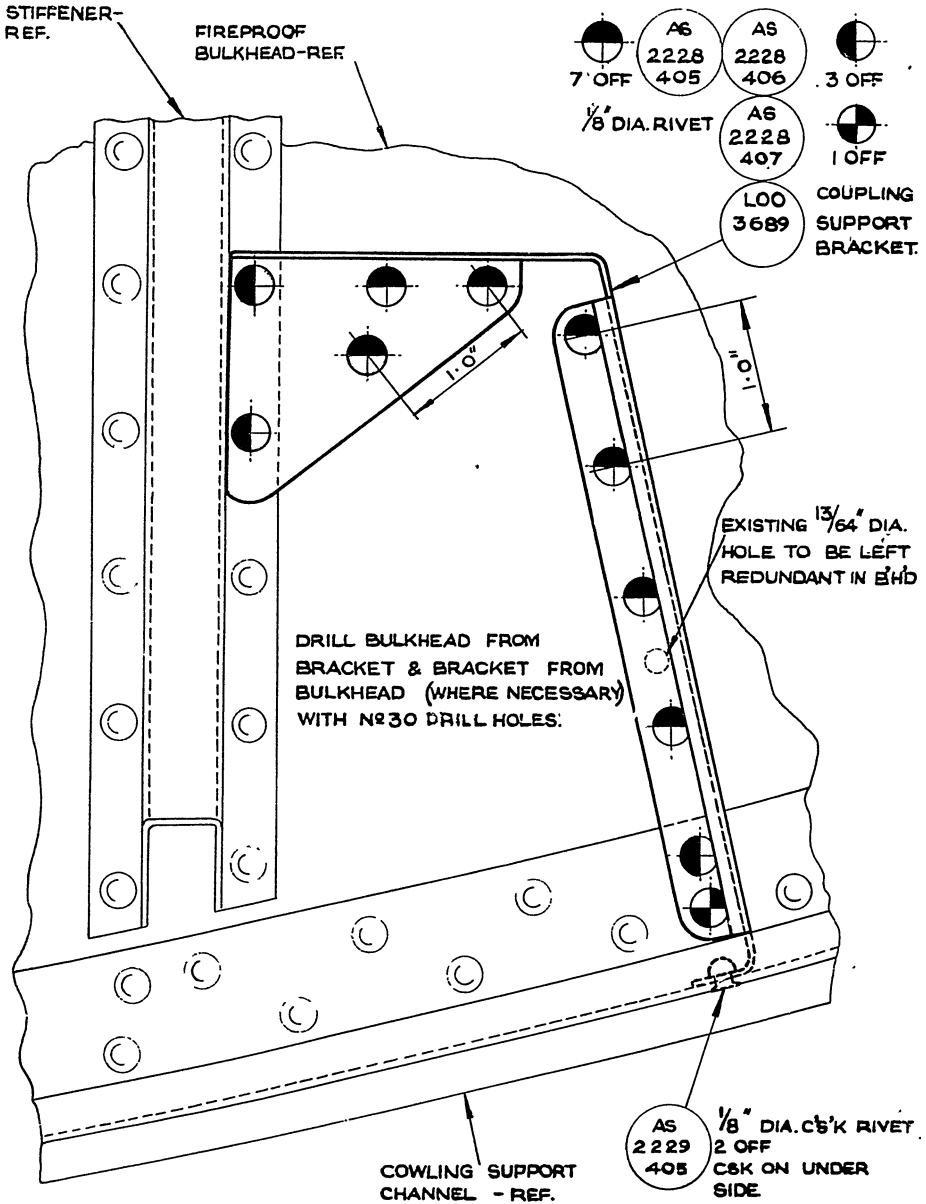 STIFFENER-
REF.
FIREPROOF
BULKHEAD-REF.
7 OFF
AS
2228
405
AS
2228
406
3 OFF
1/8" DIA. RIVET
AS
2228
407
1 OFF
LOO
3689
COUPLING
SUPPORT
BRACKET.
1.0"
1.0"
EXISTING 13/64" DIA.
HOLE TO BE LEFT
REDUNDANT IN B'H'D
DRILL BULKHEAD FROM
BRACKET & BRACKET FROM
BULKHEAD (WHERE NECESSARY)
WITH Nº30 DRILL HOLES.
AS
2229
405
1/8" DIA. C'S'K RIVET
2 OFF
CSK ON UNDER
SIDE
COWLING SUPPORT
CHANNEL - REF.